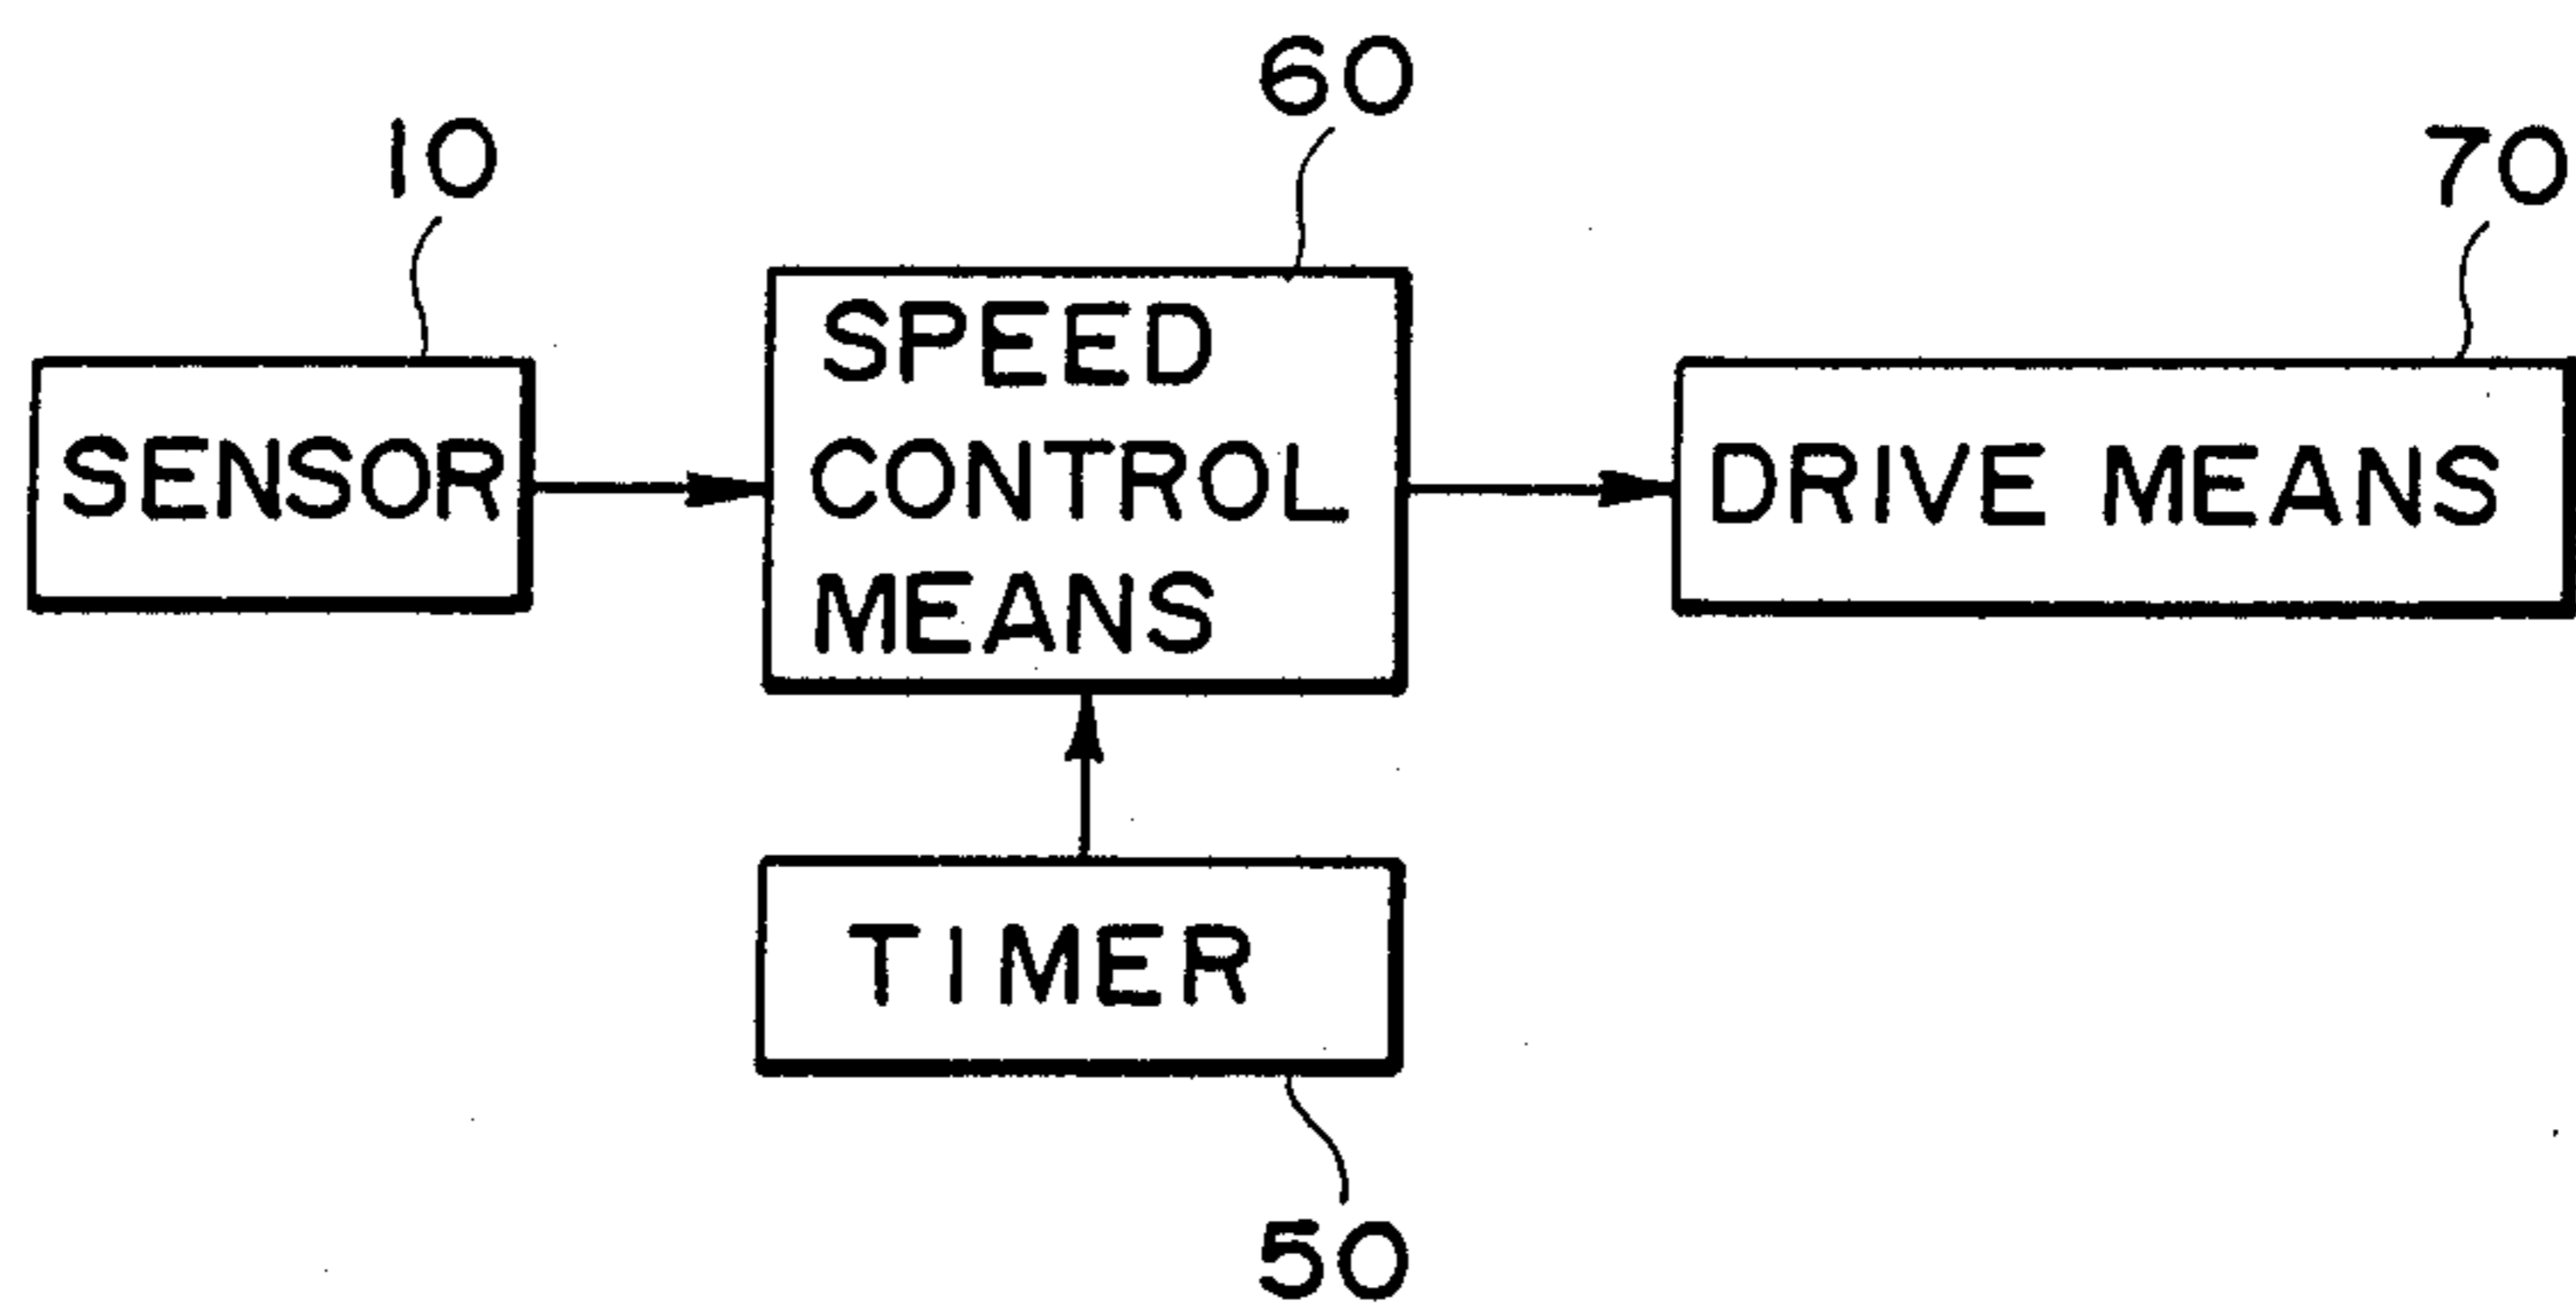 60
10
70
SPEED
SENSOR
CONTROL
DRIVE MEANS
MEANS
TIMER
50